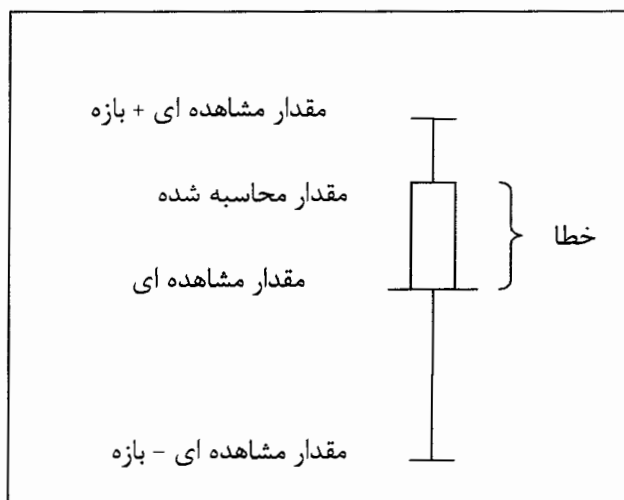 مقدار مشاهده ای + بازه
مقدار محاسبه شده
خطا
مقدار مشاهده ای
مقدار مشاهده ای - بازه